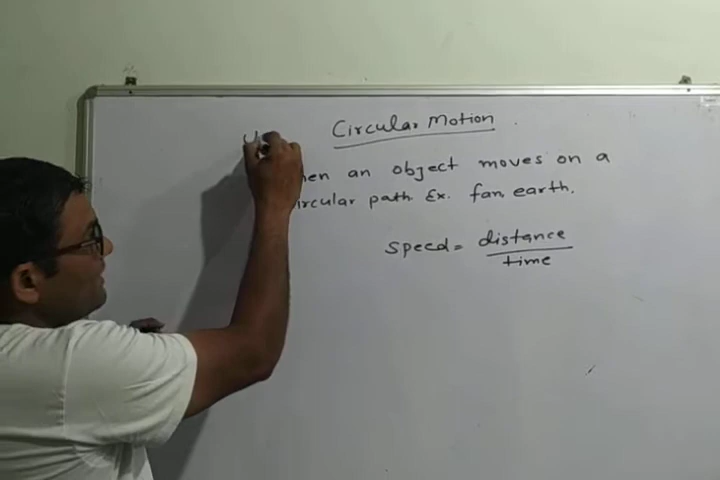 Circular Motion
en an object moves on a
ircular path. Ex. fan, earth.
Speed = distance
time